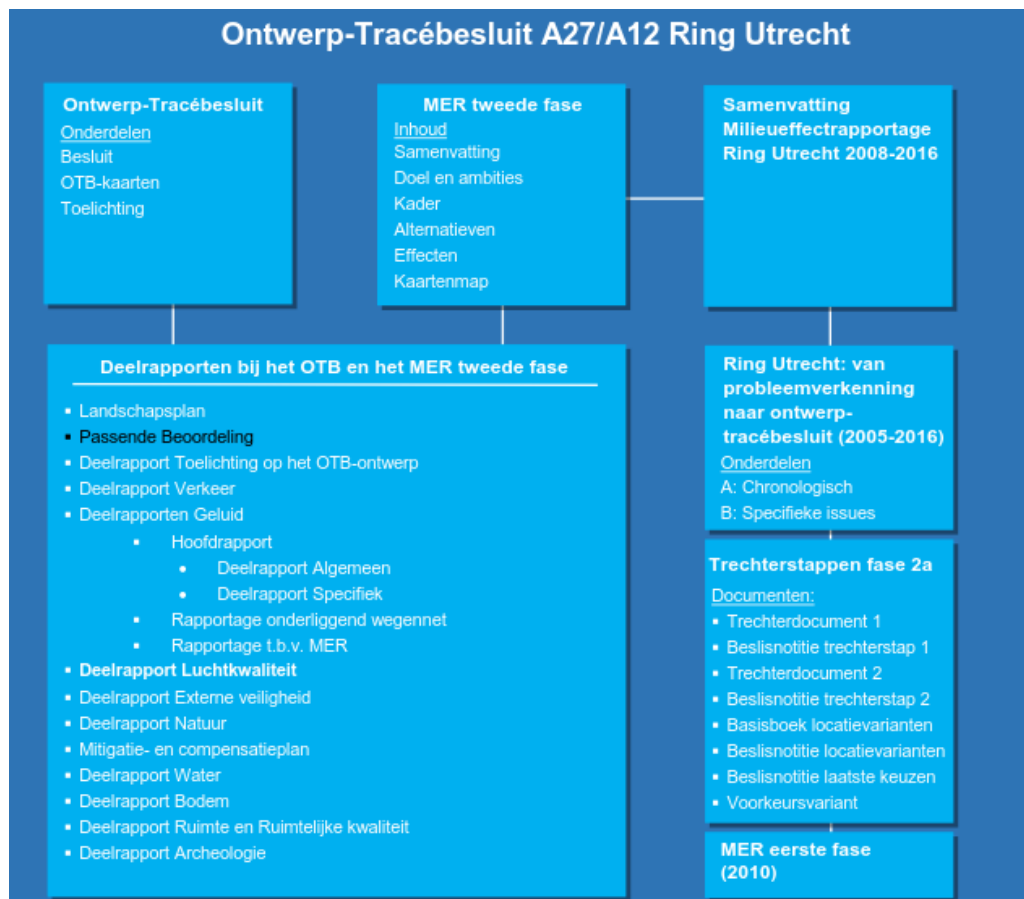 Ontwerp-Tracébesluit A27/A12 Ring Utrecht
Ontwerp-Tracébesluit
Onderdelen
Besluit
OTB-kaarten
Toelichting
MER tweede fase
Inhoud
Samenvatting
Doel en ambities
Kader
Alternatieven
Effecten
Kaartenmap
Samenvatting
Milieueffectrapportage
Ring Utrecht 2008-2016
Deelrapporten bij het OTB en het MER tweede fase
▪ Landschapsplan
▪ Passende Beoordeling
▪ Deelrapport Toelichting op het OTB-ontwerp
▪ Deelrapport Verkeer
▪ Deelrapporten Geluid
▪ Hoofdrapport
• Deelrapport Algemeen
• Deelrapport Specifiek
▪ Rapportage onderliggend wegennet
▪ Rapportage t.b.v. MER
▪ Deelrapport Luchtkwaliteit
▪ Deelrapport Externe veiligheid
▪ Deelrapport Natuur
▪ Mitigatie- en compensatieplan
▪ Deelrapport Water
▪ Deelrapport Bodem
▪ Deelrapport Ruimte en Ruimtelijke kwaliteit
▪ Deelrapport Archeologie
Ring Utrecht: van
probleemverkenning
naar ontwerp-
tracébesluit (2005-2016)
Onderdelen
A: Chronologisch
B: Specifieke issues
Trechterstappen fase 2a
Documenten:
▪ Trechterdocument 1
▪ Beslisnotitie trechterstap 1
▪ Trechterdocument 2
▪ Beslisnotitie trechterstap 2
▪ Basisboek locatievarianten
▪ Beslisnotitie locatievarianten
▪ Beslisnotitie laatste keuzen
▪ Voorkeursvariant
MER eerste fase
(2010)